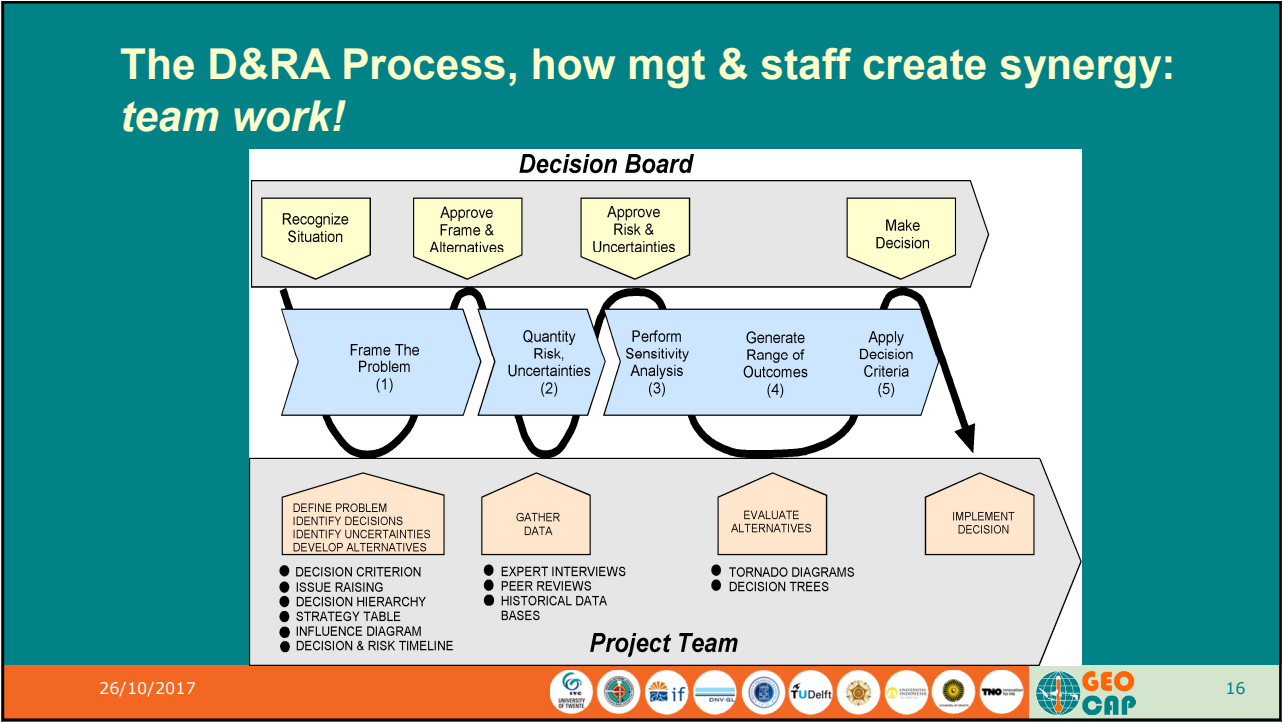 The D&RA Process, how mgt & staff create synergy:
team work!
Decision Board
Recognize
Situation
Approve
Frame &
Alternatives
Approve
Risk &
Uncertainties
Make
Decision
Frame The
Problem
(1)
Quantity
Risk,
Uncertainties
(2)
Perform
Sensitivity
Analysis
(3)
Generate
Range of
Outcomes
(4)
Apply
Decision
Criteria
(5)
DEFINE PROBLEM
IDENTIFY DECISIONS
IDENTIFY UNCERTAINTIES
DEVELOP ALTERNATIVES
GATHER
DATA
EVALUATE
ALTERNATIVES
IMPLEMENT
DECISION
● DECISION CRITERION
● ISSUE RAISING
● DECISION HIERARCHY
● STRATEGY TABLE
● INFLUENCE DIAGRAM
● DECISION & RISK TIMELINE
● EXPERT INTERVIEWS
● PEER REVIEWS
● HISTORICAL DATA
BASES
● TORNADO DIAGRAMS
● DECISION TREES
Project Team
26/10/2017
ITC
UNIVERSITY
OF TWENTE
if
DNV·GL
TUDelft
UNIVERSITAS
INDONESIA
TNO innovation
for life
GEO
CAP
16